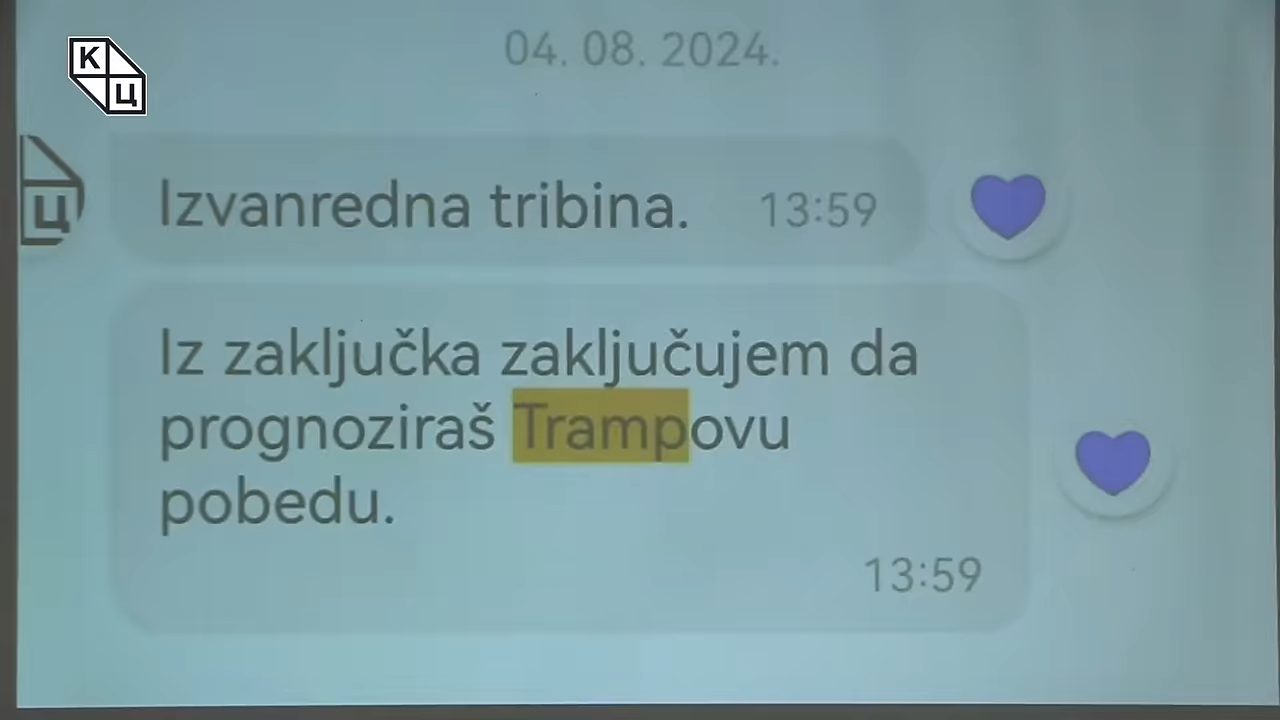 К
Ц
04. 08. 2024.
Ц
Izvanredna tribina. 13:59
Iz zaključka zaključujem da
prognoziraš Trampovu
pobedu.
13:59